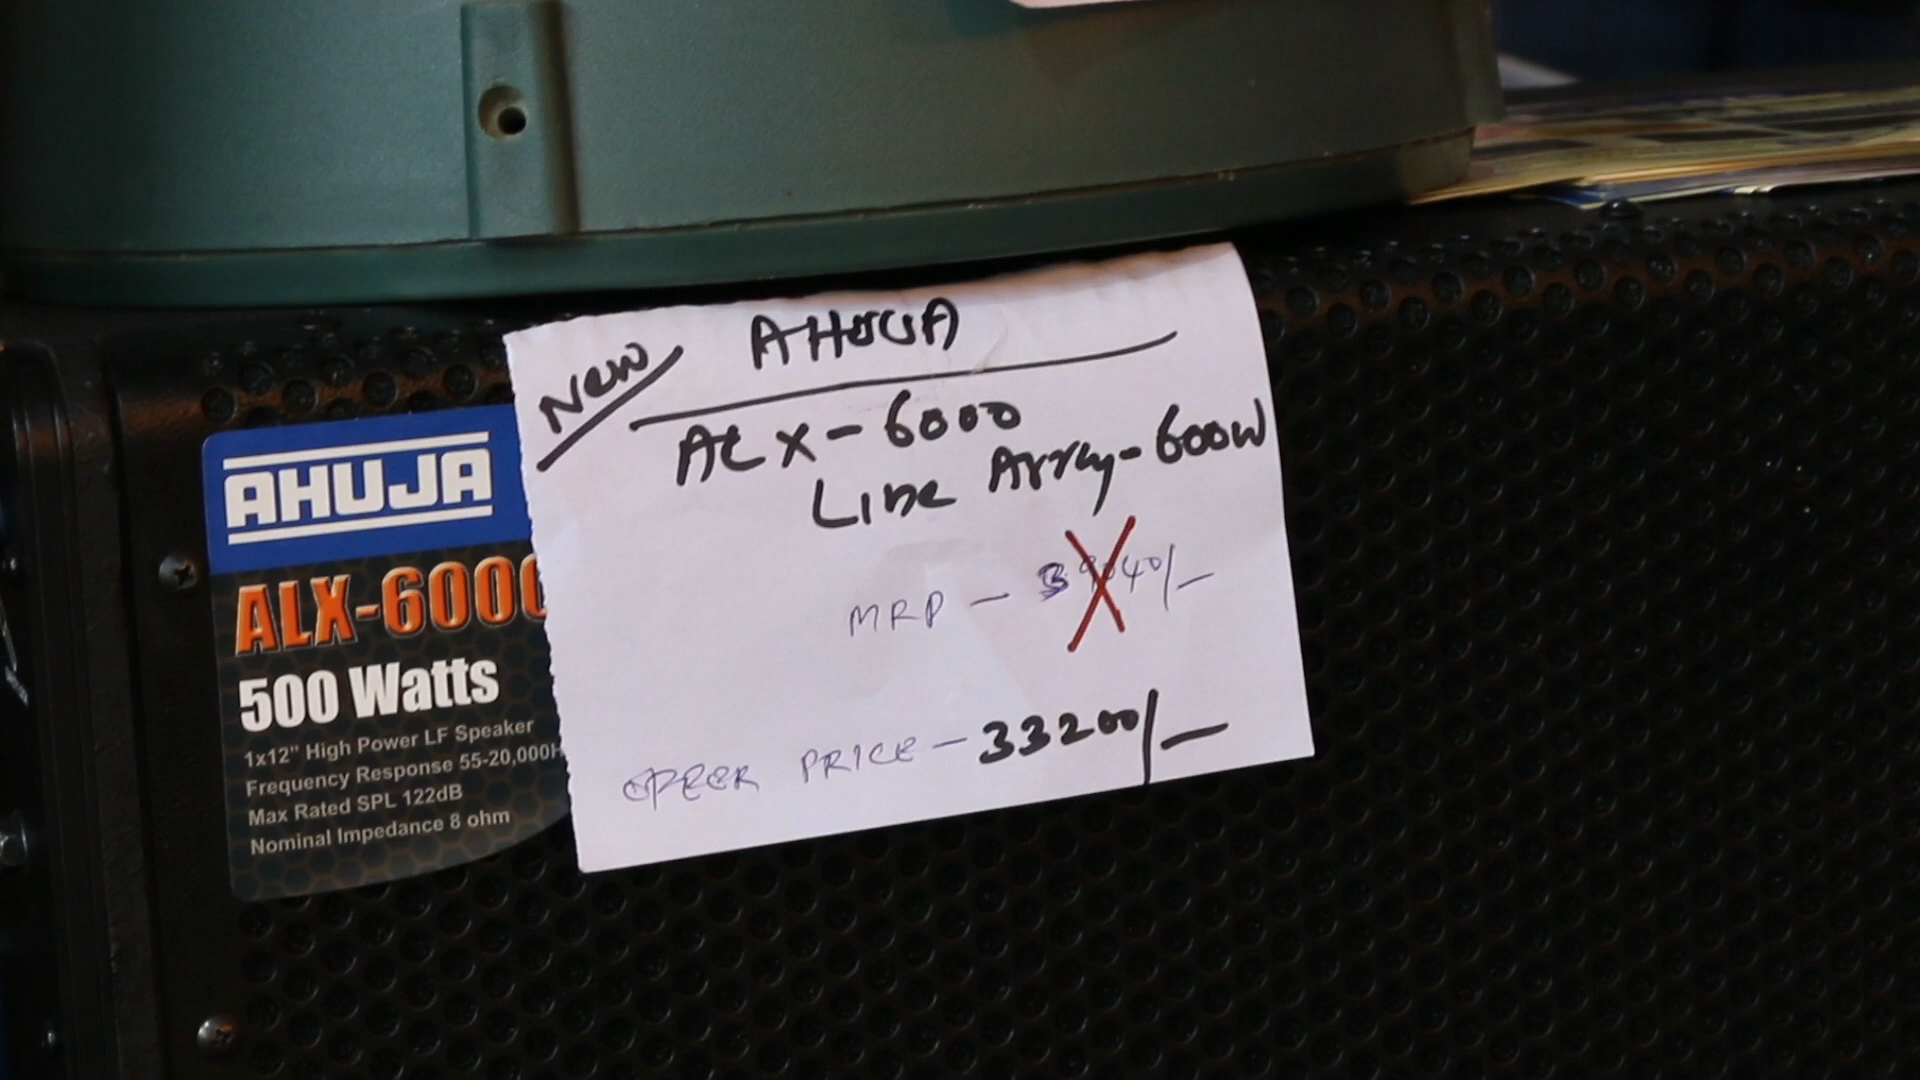 New AHUJA
ALX-6000
Line Array-600W
MRP -
OFFER PRICE - 33200/-
AHUJA
ALX-600
500 Watts
1x12" High Power LF Speaker
Frequency Response 55-20,000H
Max Rated SPL 122dB
Nominal Impedance 8 ohm